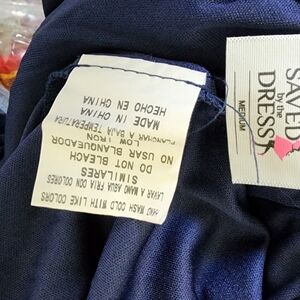 HAND WASH COLD WITH LIKE COLORS
LAVAR A MANO AGUA FRIA CON COLORES
SIMILARES
DO NOT BLEACH
NO USAR BLANQUEADOR
LOW IRON
PLANCHAR A BAJA TEMPERATURA
MADE IN CHINA
HECHO EN CHINA
SAVED
by the
DRESS
MEDIUM